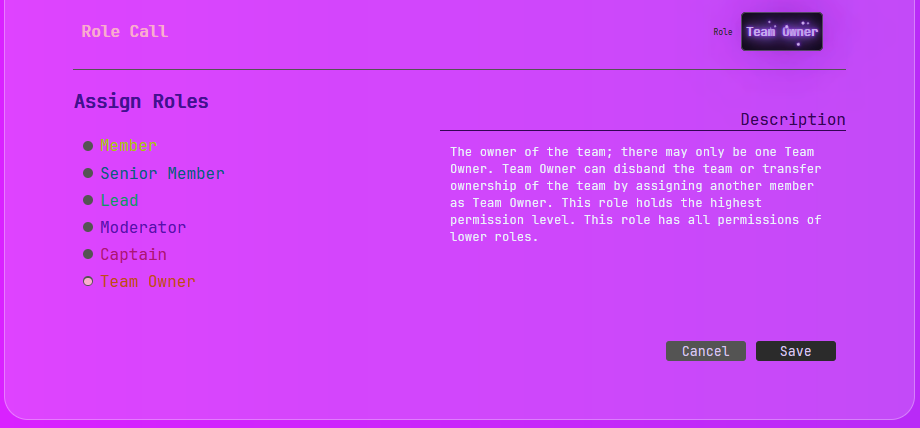 Role Call
Role
Team Owner
Assign Roles
Member
Senior Member
Lead
Moderator
Captain
Team Owner
Description
The owner of the team; there may only be one Team
Owner. Team Owner can disband the team or transfer
ownership of the team by assigning another member
as Team Owner. This role holds the highest
permission level. This role has all permissions of
lower roles.
Cancel
Save